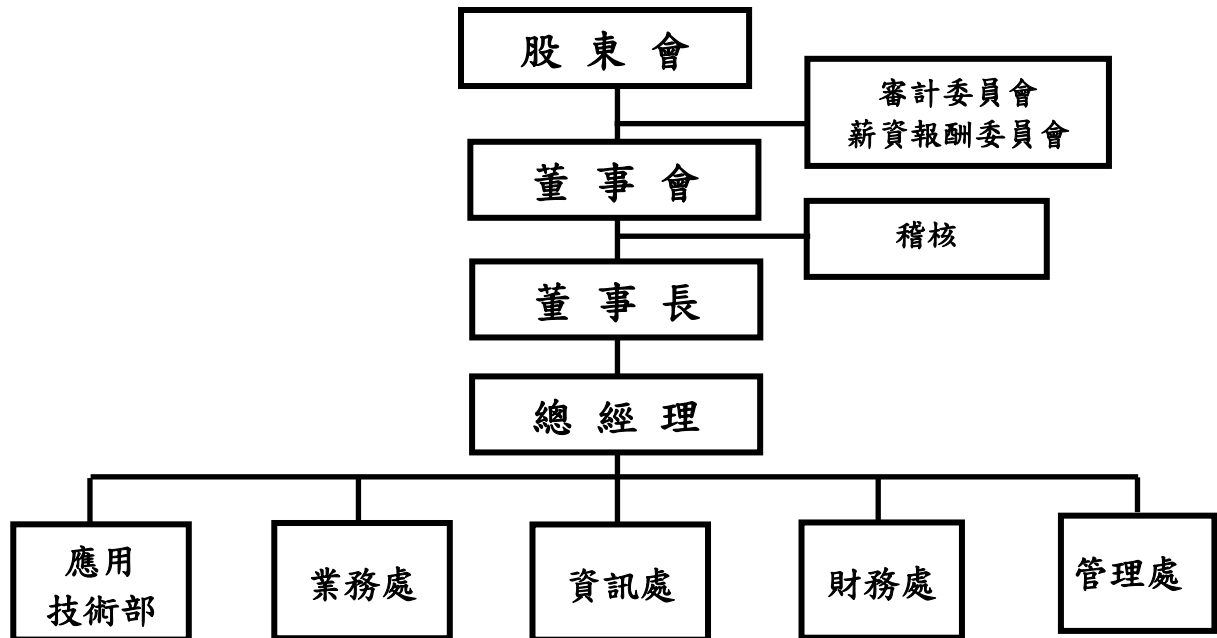 股東會
審計委員會
薪資報酬委員會
董事會
稽核
董事長
總經理
應用
技術部
業務處
資訊處
財務處
管理處